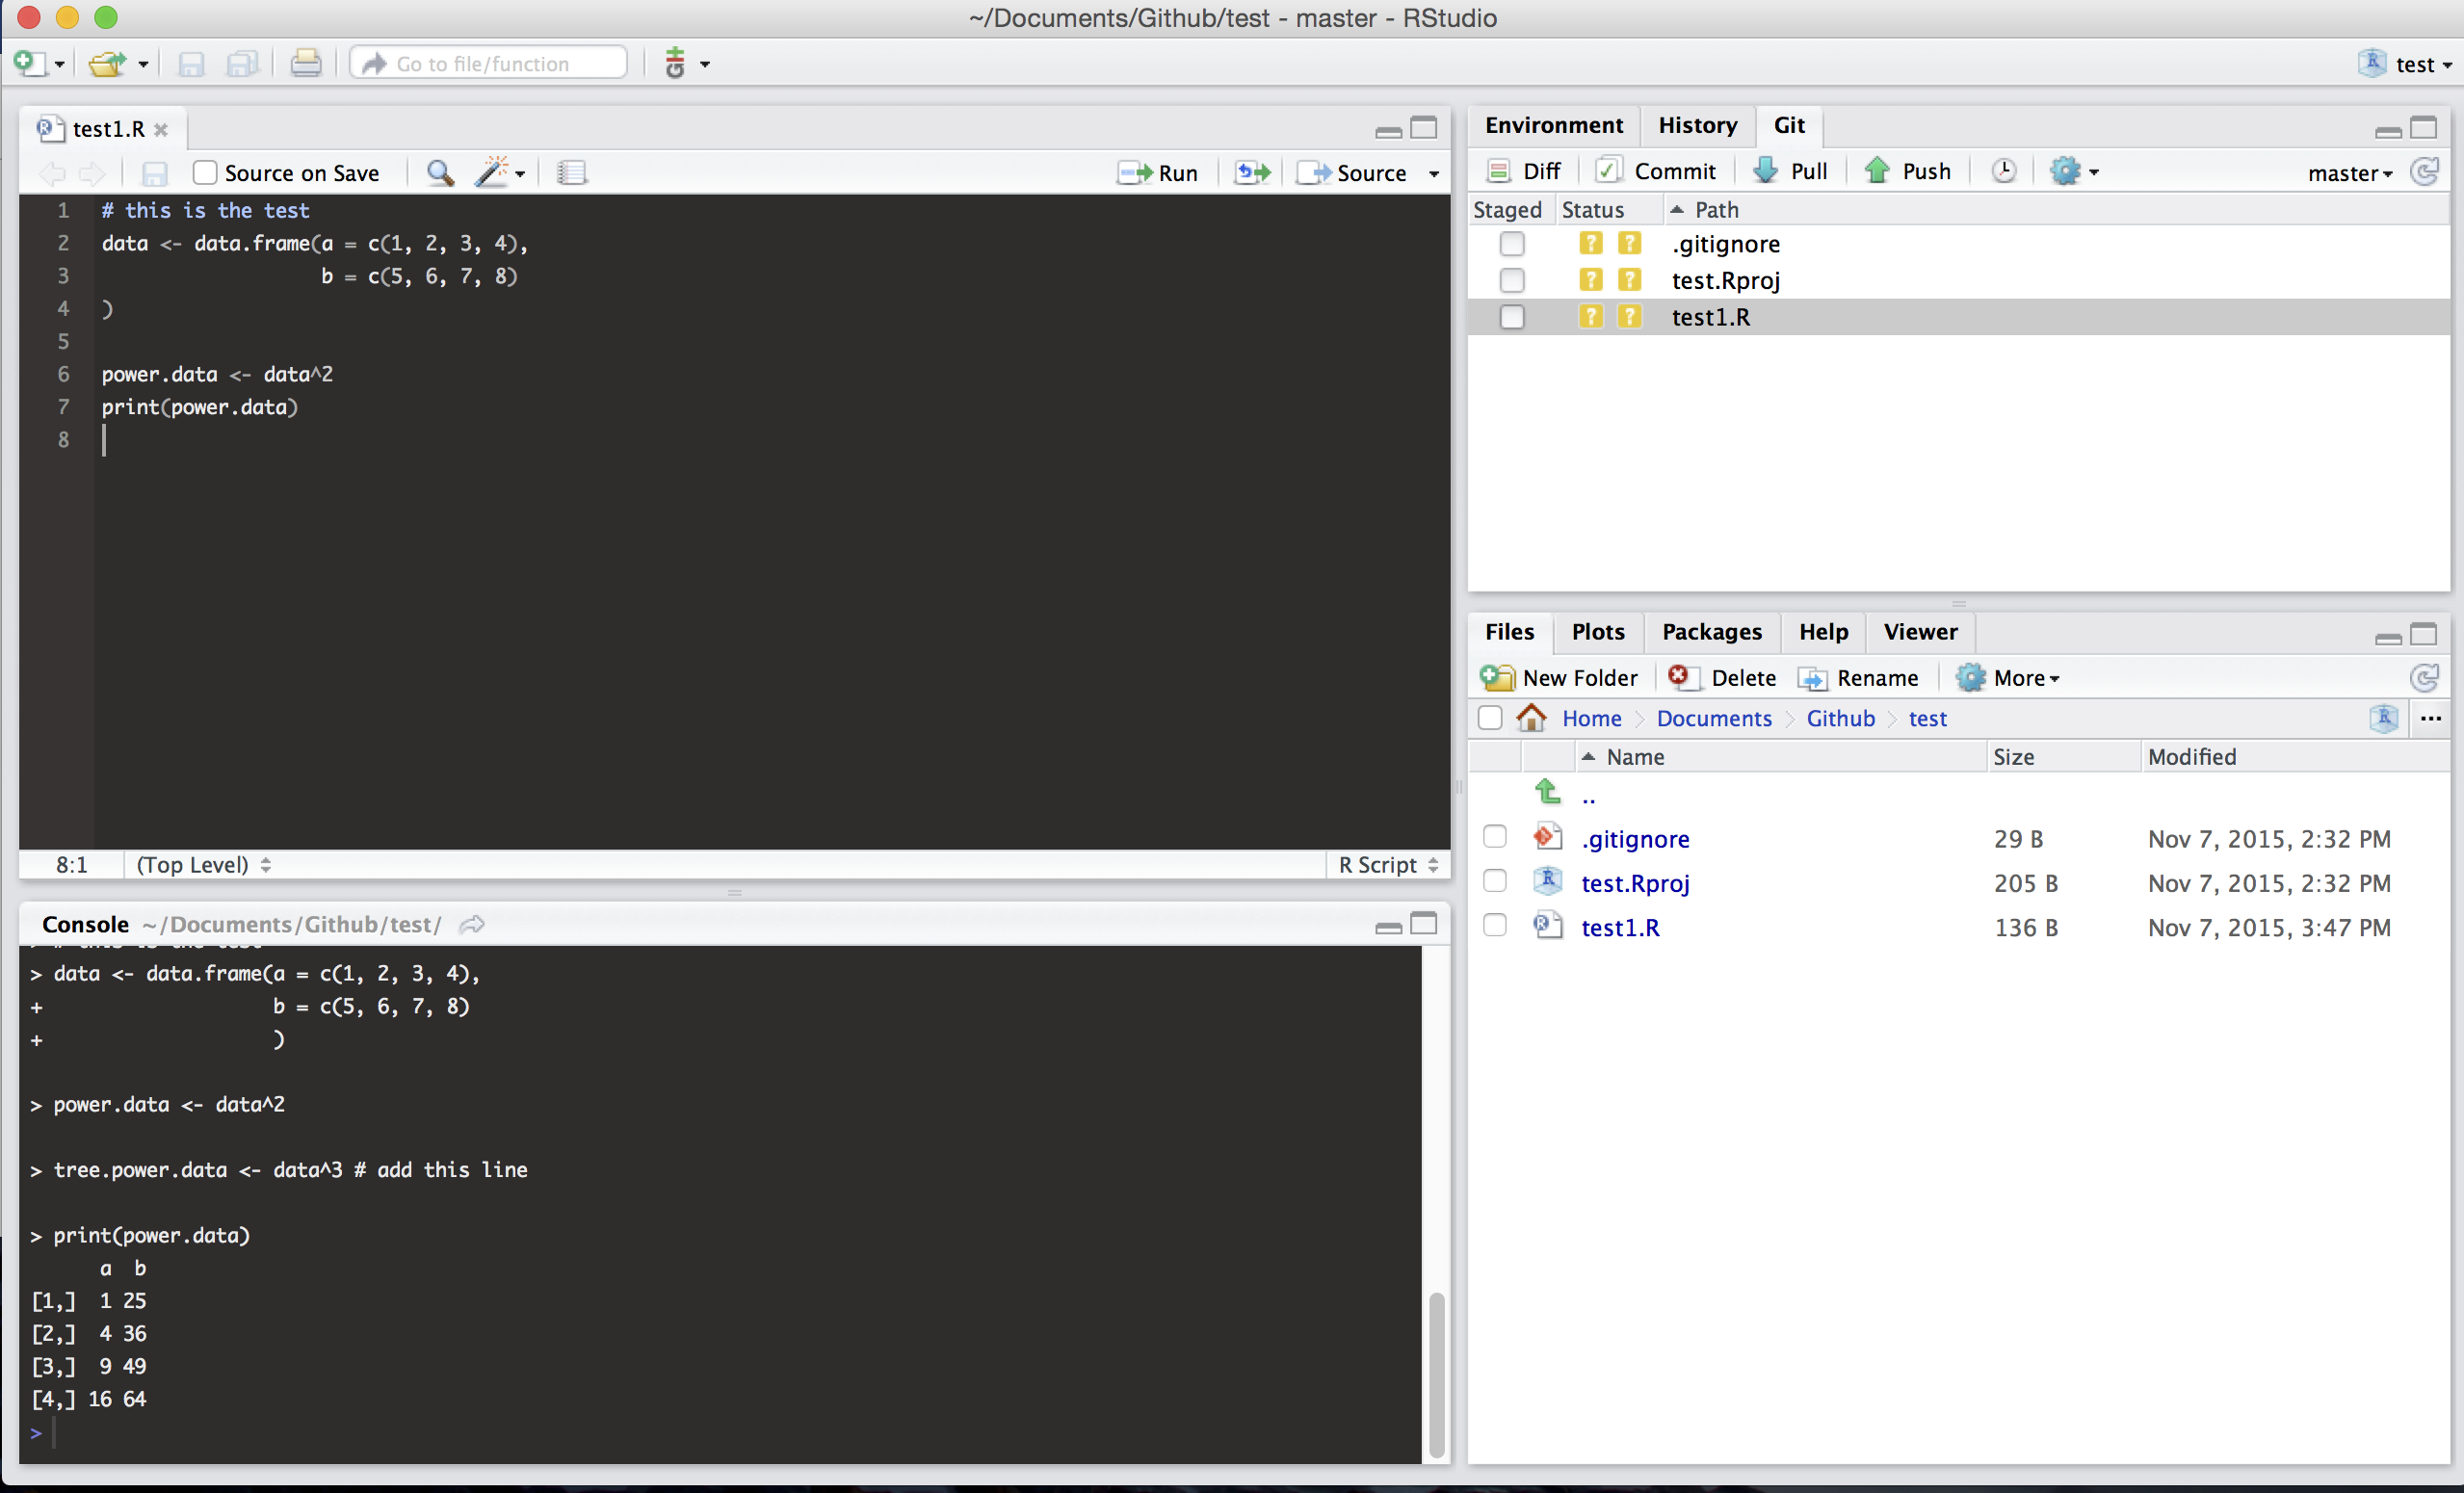 ~/Documents/Github/test - master - RStudio
Go to file/function
test
test1.R
Source on Save
Run
Source
1 # this is the test
2 data <- data.frame(a = c(1, 2, 3, 4),
3 b = c(5, 6, 7, 8)
4 )
5
6 power.data <- data^2
7 print(power.data)
8
8:1 (Top Level) R Script
Console ~/Documents/Github/test/
> # this is the test
> data <- data.frame(a = c(1, 2, 3, 4),
+ b = c(5, 6, 7, 8)
+ )
> power.data <- data^2
> tree.power.data <- data^3 # add this line
> print(power.data)
a b
[1,] 1 25
[2,] 4 36
[3,] 9 49
[4,] 16 64
>
Environment History Git
Diff Commit Pull Push master
Staged Status Path
? ? .gitignore
? ? test.Rproj
? ? test1.R
Files Plots Packages Help Viewer
New Folder Delete Rename More
Home Documents Github test ...
Name Size Modified
..
.gitignore 29 B Nov 7, 2015, 2:32 PM
test.Rproj 205 B Nov 7, 2015, 2:32 PM
test1.R 136 B Nov 7, 2015, 3:47 PM